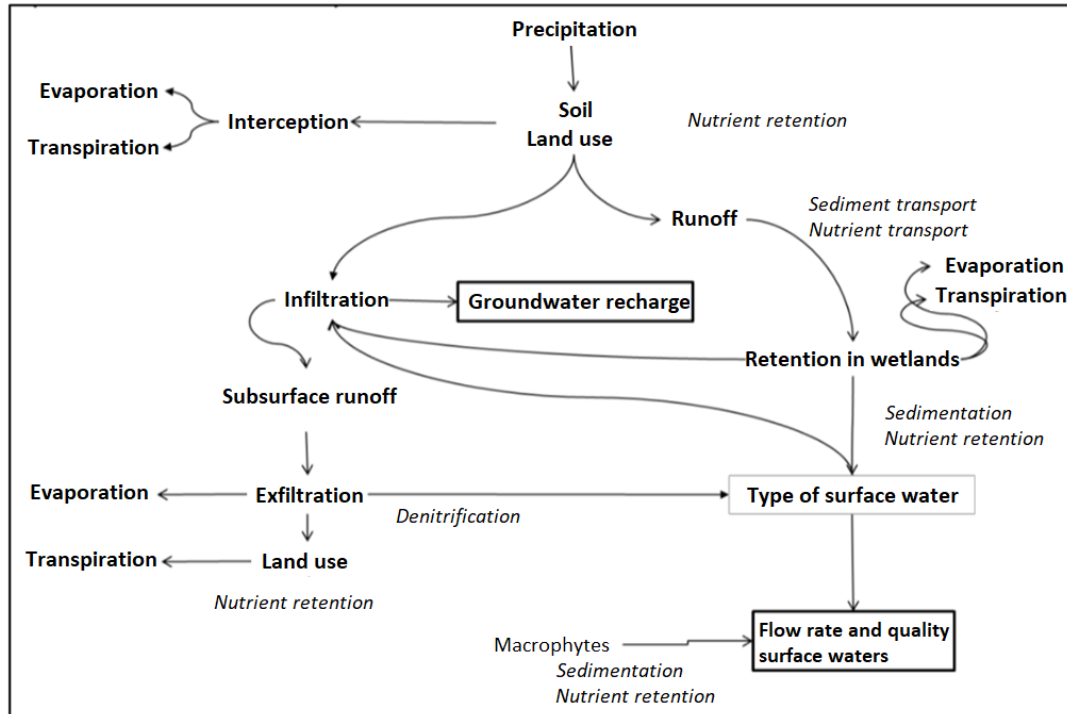 Precipitation
Evaporation
Interception
Transpiration
Soil
Land use
Nutrient retention
Runoff
Sediment transport
Nutrient transport
Evaporation
Transpiration
Infiltration
Groundwater recharge
Retention in wetlands
Subsurface runoff
Sedimentation
Nutrient retention
Evaporation
Exfiltration
Denitrification
Type of surface water
Transpiration
Land use
Nutrient retention
Macrophytes
Sedimentation
Nutrient retention
Flow rate and quality
surface waters